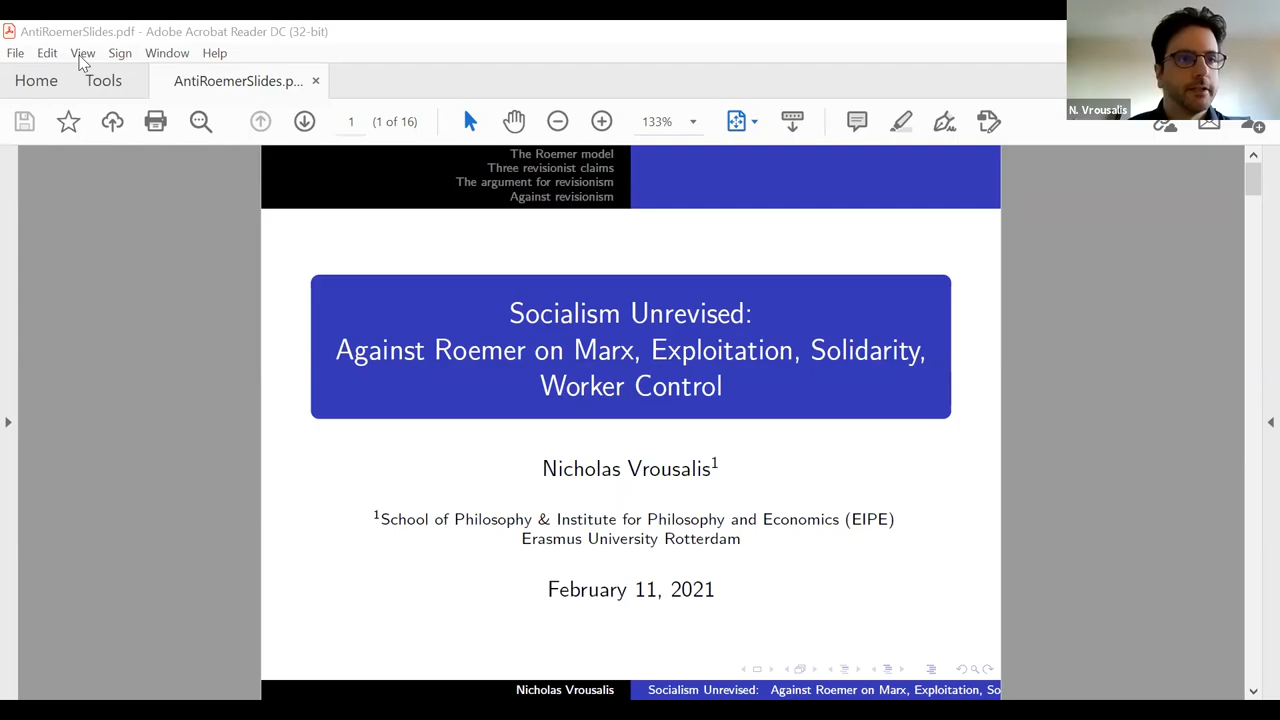 AntiRoemerSlides.pdf - Adobe Acrobat Reader DC (32-bit)
File Edit View Sign Window Help
Home Tools AntiRoemerSlides.p... ×
1 (1 of 16) 133%
N. Vrousalis
The Roemer model
Three revisionist claims
The argument for revisionism
Against revisionism
Socialism Unrevised:
Against Roemer on Marx, Exploitation, Solidarity,
Worker Control
Nicholas Vrousalis¹
¹School of Philosophy & Institute for Philosophy and Economics (EIPE)
Erasmus University Rotterdam
February 11, 2021
Nicholas Vrousalis Socialism Unrevised: Against Roemer on Marx, Exploitation, So